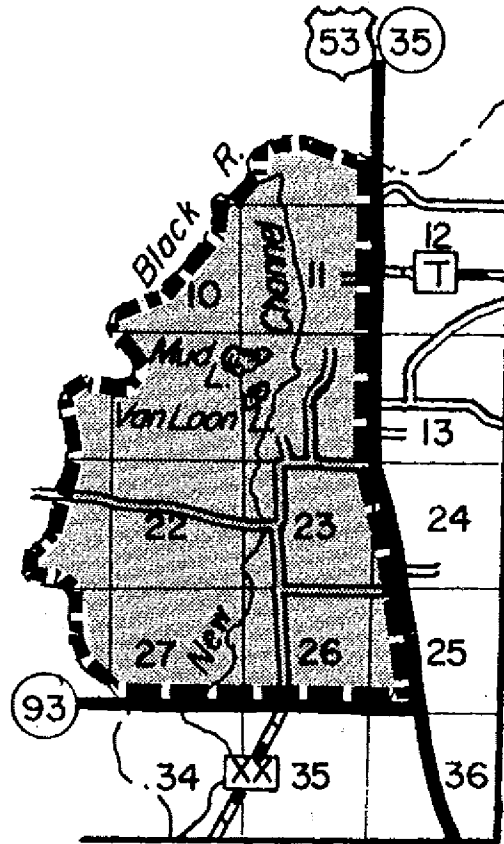 53 35
Black R.
12
T
11
10
Channel
Mud L.
Van Loon L.
13
22 23 24
New
27 26 25
93
34 XX 35 36